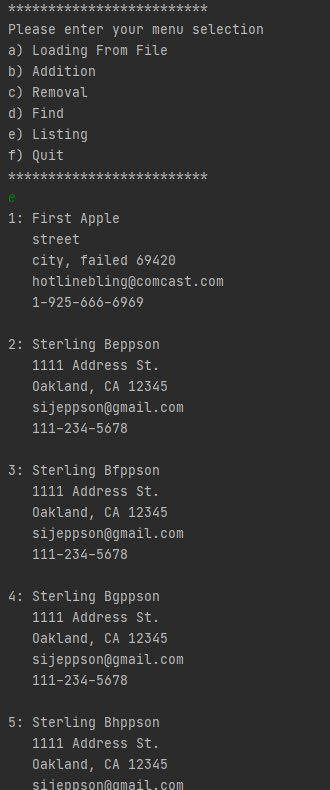 *************************
Please enter your menu selection
a) Loading From File
b) Addition
c) Removal
d) Find
e) Listing
f) Quit
*************************
e
1: First Apple
street
city, failed 69420
hotlinebling@comcast.com
1-925-666-6969
2: Sterling Beppson
1111 Address St.
Oakland, CA 12345
sijeppson@gmail.com
111-234-5678
3: Sterling Bfppson
1111 Address St.
Oakland, CA 12345
sijeppson@gmail.com
111-234-5678
4: Sterling Bgppson
1111 Address St.
Oakland, CA 12345
sijeppson@gmail.com
111-234-5678
5: Sterling Bhppson
1111 Address St.
Oakland, CA 12345
sijeppson@gmail.com